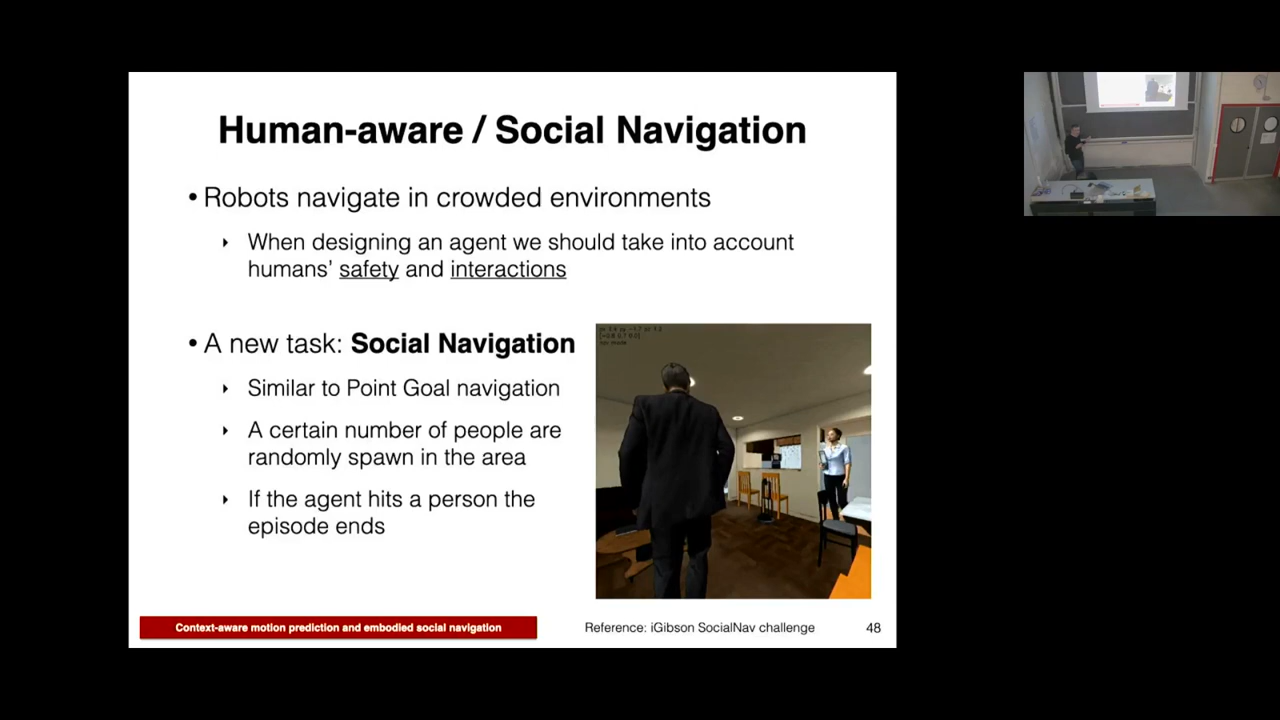 Human-aware / Social Navigation
• Robots navigate in crowded environments
‣ When designing an agent we should take into account
humans’ safety and interactions
• A new task: Social Navigation
‣ Similar to Point Goal navigation
‣ A certain number of people are
randomly spawn in the area
‣ If the agent hits a person the
episode ends
Context-aware motion prediction and embodied social navigation
Reference: iGibson SocialNav challenge
48